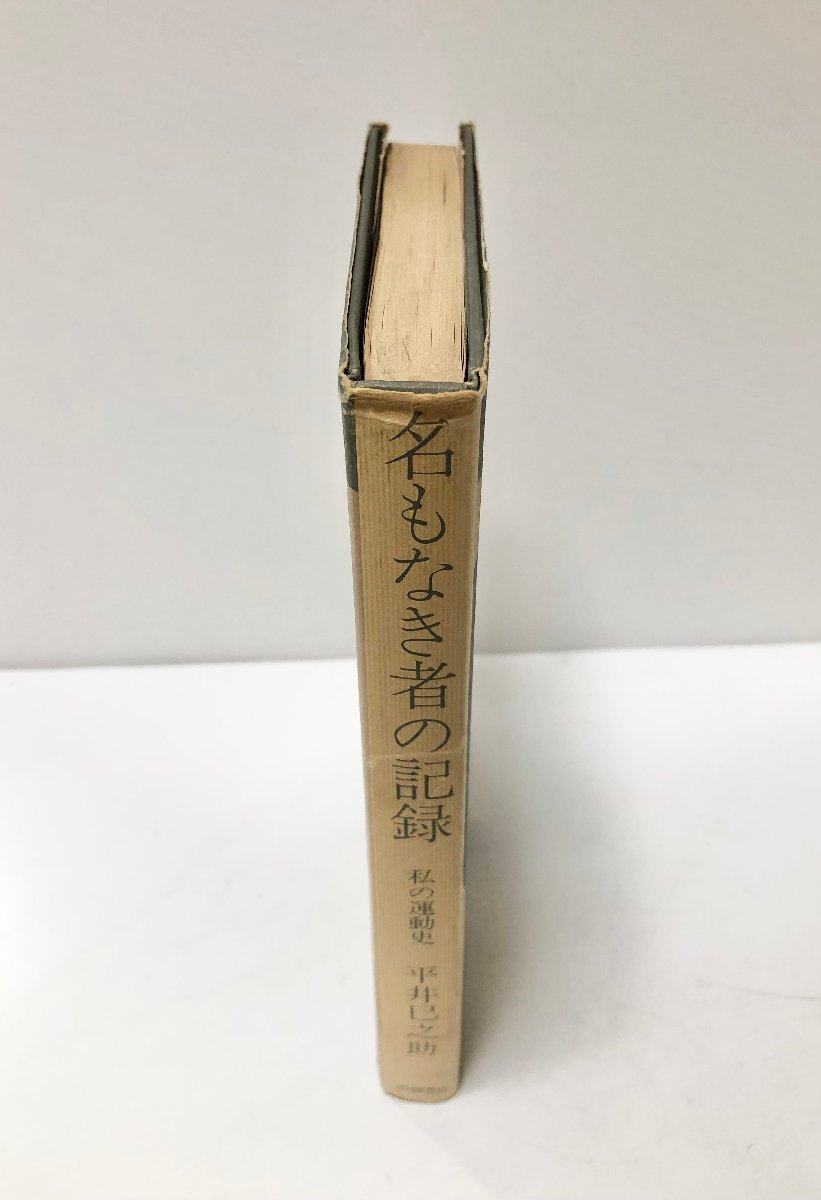 名もなき者の記録
私の運動史
平井巳之助